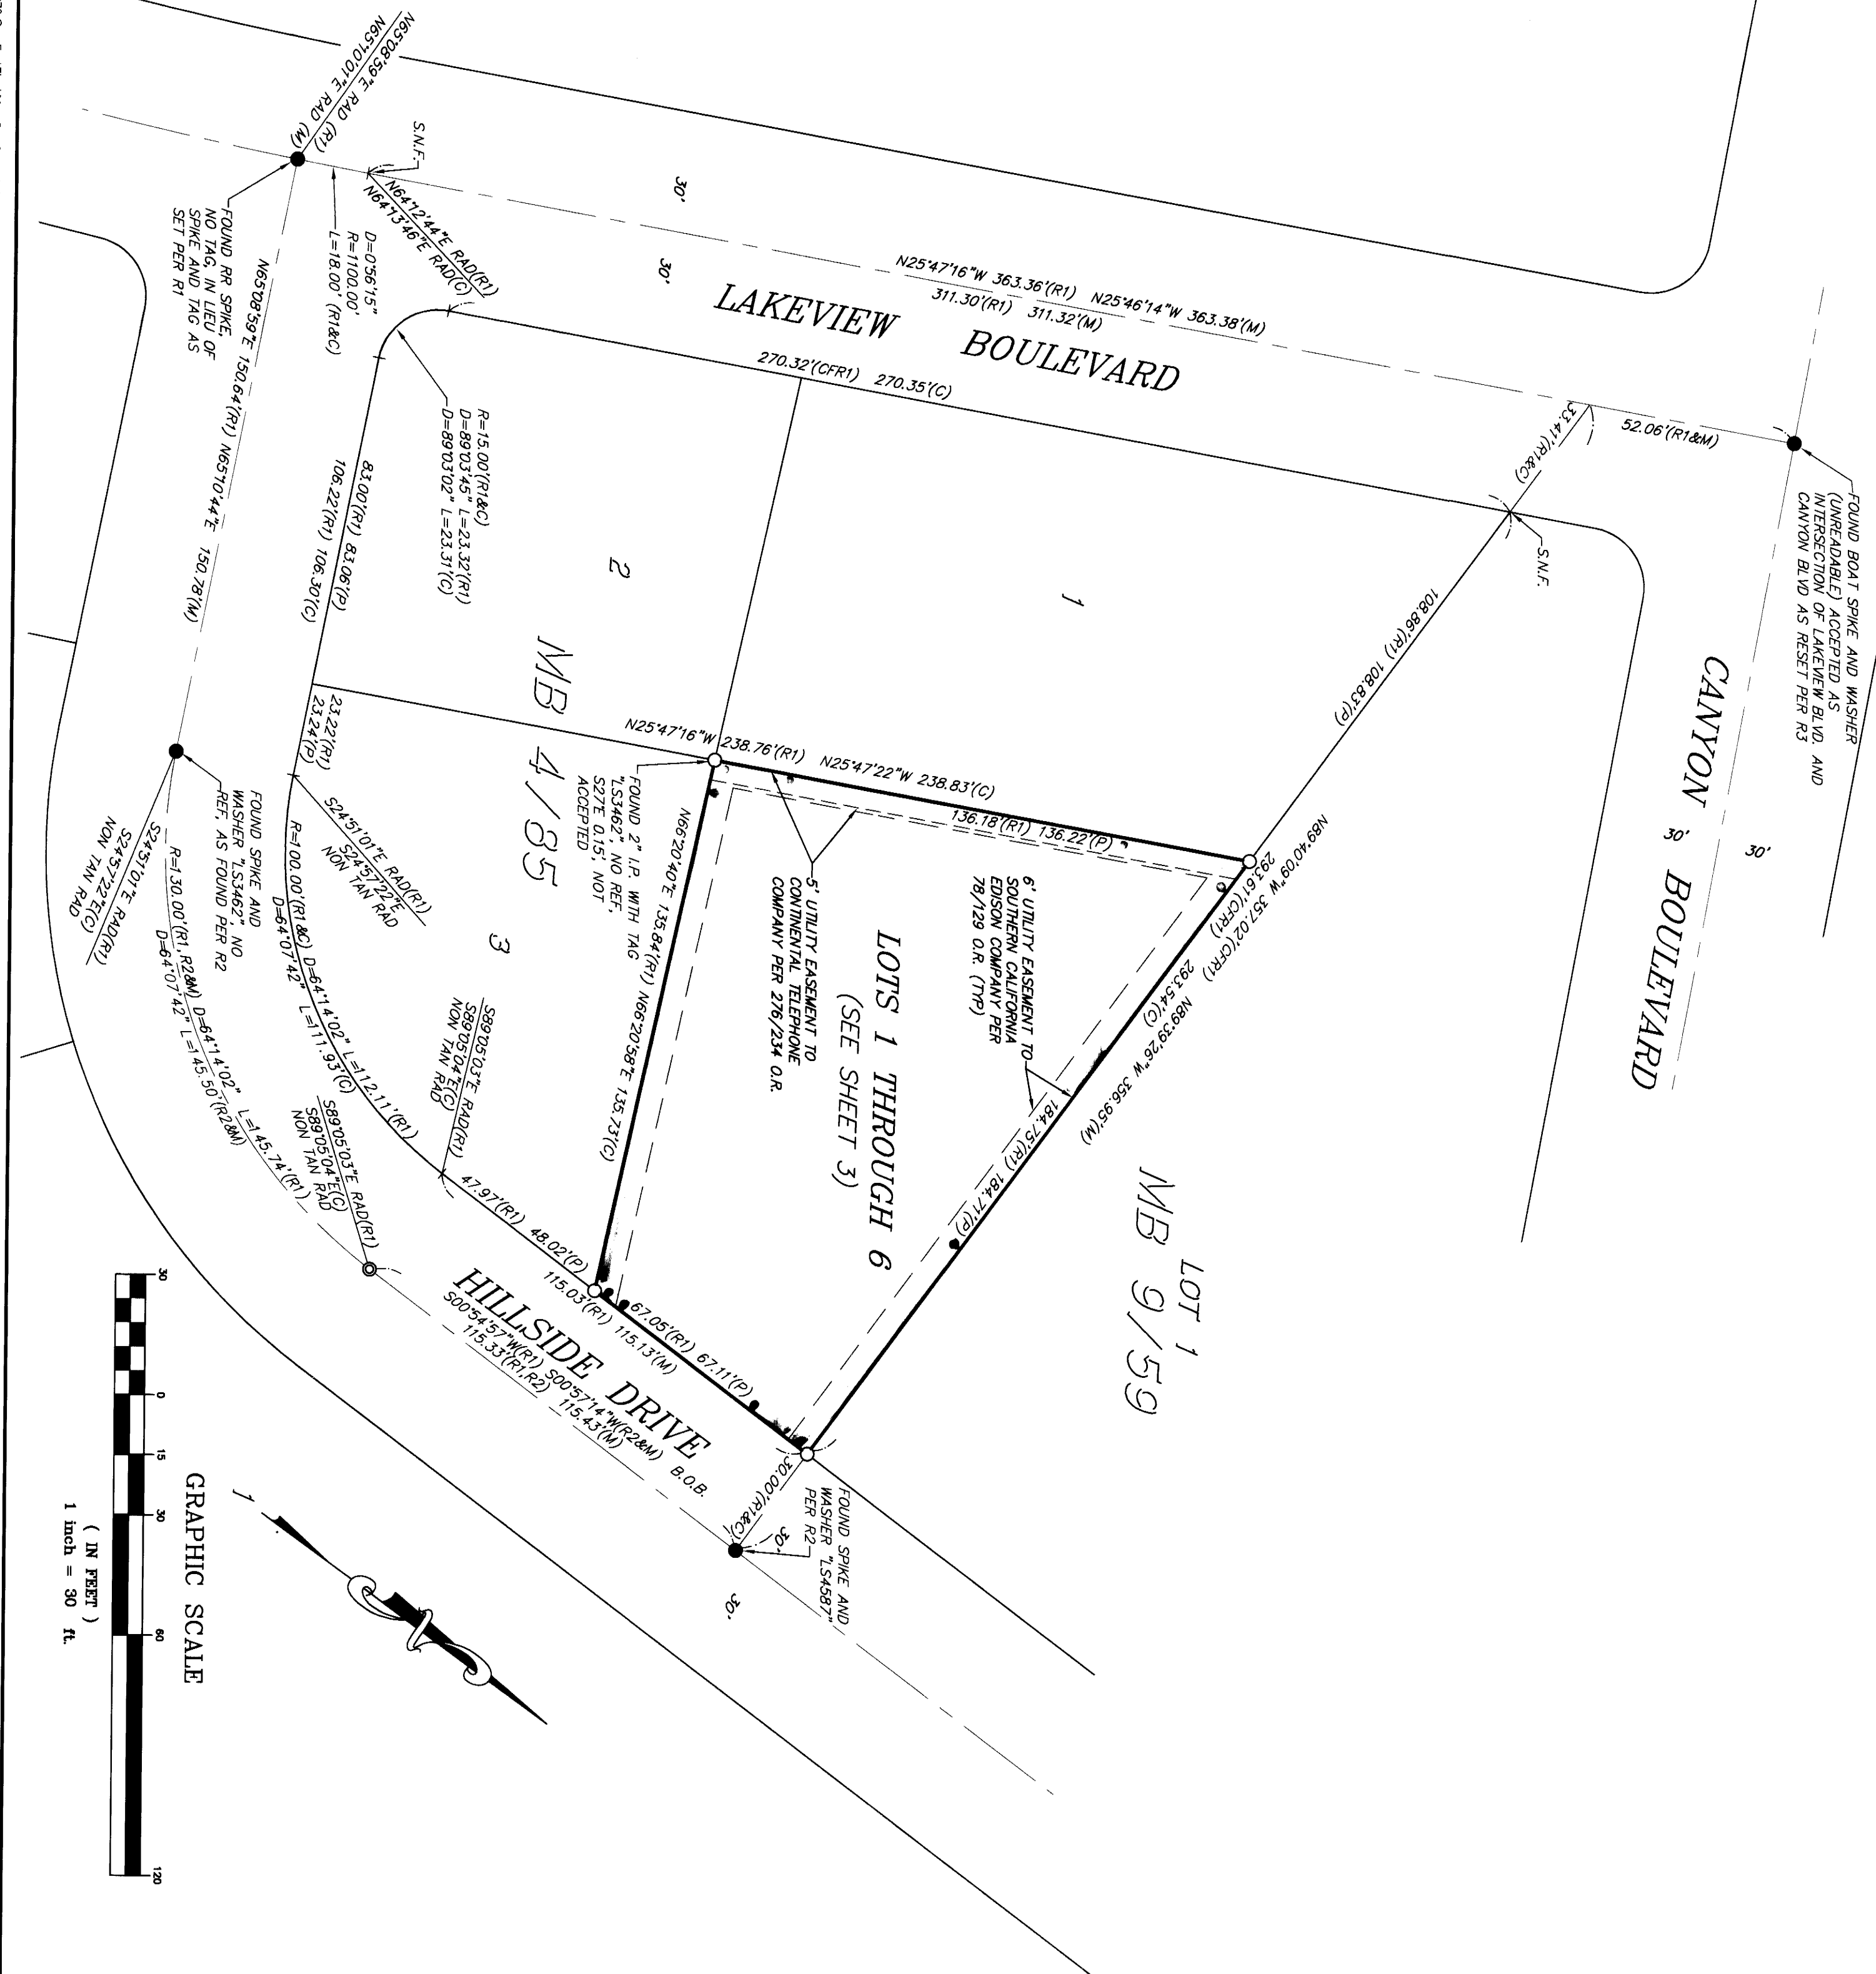 FOUND BOAT SPIKE AND WASHER
(UNREADABLE) ACCEPTED AS
INTERSECTION OF LAKEVIEW BLVD. AND
CANYON BLVD AS RESET PER R3
CANYON BOULEVARD
30'
30'
52.06'(R1&M)
33.41'(R1&C)
S.N.F.
108.86'(R1) 108.83'(P)
N89°40'09"W 357.02'(CFR1) N89°39'26"W 356.95'(M)
293.61'(CFR1) 293.54'(C)
184.75'(R1) 184.71'(P)
LOT 1
MB 9/59
N25°47'16"W 363.36'(R1) N25°46'14"W 363.38'(M)
311.30'(R1) 311.32'(M)
LAKEVIEW BOULEVARD
30'
30'
270.32'(CFR1) 270.35'(C)
1
6' UTILITY EASEMENT TO
SOUTHERN CALIFORNIA
EDISON COMPANY PER
78/129 O.R. (TYP)
LOTS 1 THROUGH 6
(SEE SHEET 3)
5' UTILITY EASEMENT TO
CONTINENTAL TELEPHONE
COMPANY PER 276/234 O.R.
N25°47'16"W 238.76'(R1) N25°47'22"W 238.83'(C)
136.18'(R1) 136.22'(P)
FOUND 2" I.P. WITH TAG
"LS3462", NO REF,
S27'E 0.15', NOT
ACCEPTED
N66°20'40"E 135.84'(R1) N66°20'58"E 135.73'(C)
2
MB 4/85
3
S.N.F.
N64°12'44"E RAD(R1)
N64°13'46"E RAD(C)
D=0°56'15"
R=1100.00'
L=18.00' (R1&C)
N65°08'59"E RAD (R1)
N65°10'01"E RAD (M)
FOUND RR SPIKE,
NO TAG, IN LIEU OF
SPIKE AND TAG AS
SET PER R1
R=15.00'(R1&C)
D=89°03'45" L=23.32'(R1)
D=89°03'02" L=23.31'(C)
83.00'(R1) 83.06'(P)
106.22'(R1) 106.30'(C)
23.22'(R1)
23.24'(P)
N65°08'59"E 150.64'(R1) N65°10'44"E 150.78'(M)
S24°51'01"E RAD(R1)
S24°57'22"E
NON TAN RAD
FOUND SPIKE AND
WASHER "LS3462", NO
REF, AS FOUND PER R2
S24°51'01"E RAD(R1)
S24°57'22"E(C)
NON TAN RAD
R=100.00'(R1&C) D=64°14'02" L=112.11'(R1)
D=64°07'42" L=111.93'(C)
R=130.00'(R1,R2&M) D=64°14'02" L=145.74'(R1)
D=64°07'42" L=145.50'(R2&M)
S89°05'03"E RAD(R1)
S89°05'04"E(C)
NON TAN RAD
S89°05'03"E RAD(R1)
S89°05'04"E(C)
NON TAN RAD
47.97'(R1) 48.02'(P)
67.05'(R1) 67.11'(P)
115.03'(R1) 115.13'(M)
HILLSIDE DRIVE
S00°54'57"W(R1) S00°57'14"W(R2&M) B.O.B.
115.33'(R1,R2) 115.43'(M)
30.00'(R1&C)
30'
30'
FOUND SPIKE AND
WASHER "LS4587"
PER R2
GRAPHIC SCALE
30 0 15 30 60 120
( IN FEET )
1 inch = 30 ft.